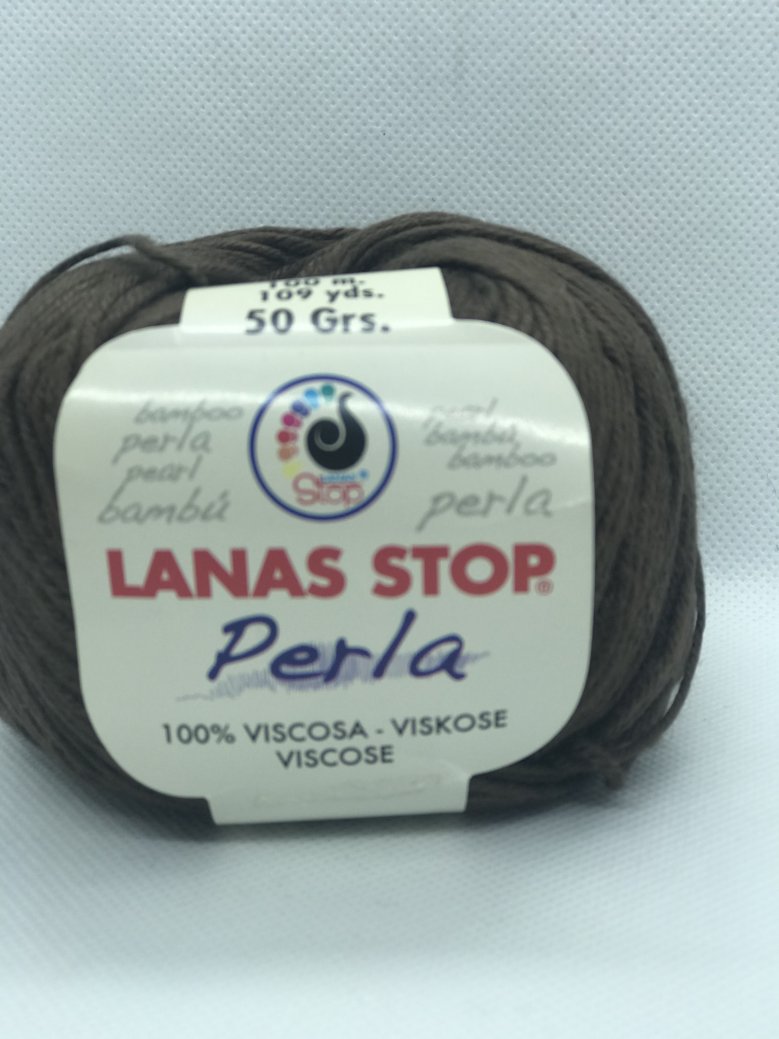 100 m.
109 yds.
50 Grs.
bamboo
perla
pearl
bambú
pearl
bambú
bamboo
perla
Stop
LANAS STOP®
Perla
100% VISCOSA - VISKOSE
VISCOSE